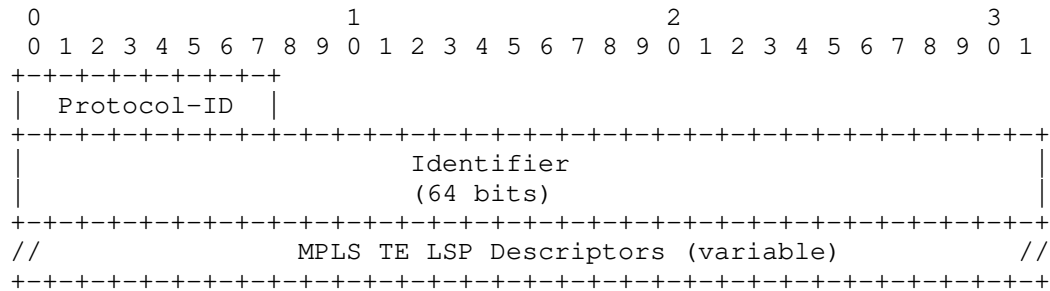 0                   1                   2                   3
 0 1 2 3 4 5 6 7 8 9 0 1 2 3 4 5 6 7 8 9 0 1 2 3 4 5 6 7 8 9 0 1
+-+-+-+-+-+-+-+-+
|  Protocol-ID  |
+-+-+-+-+-+-+-+-+-+-+-+-+-+-+-+-+-+-+-+-+-+-+-+-+-+-+-+-+-+-+-+-+
|                        Identifier                             |
|                        (64 bits)                              |
+-+-+-+-+-+-+-+-+-+-+-+-+-+-+-+-+-+-+-+-+-+-+-+-+-+-+-+-+-+-+-+-+
//                MPLS TE LSP Descriptors (variable)           //
+-+-+-+-+-+-+-+-+-+-+-+-+-+-+-+-+-+-+-+-+-+-+-+-+-+-+-+-+-+-+-+-+